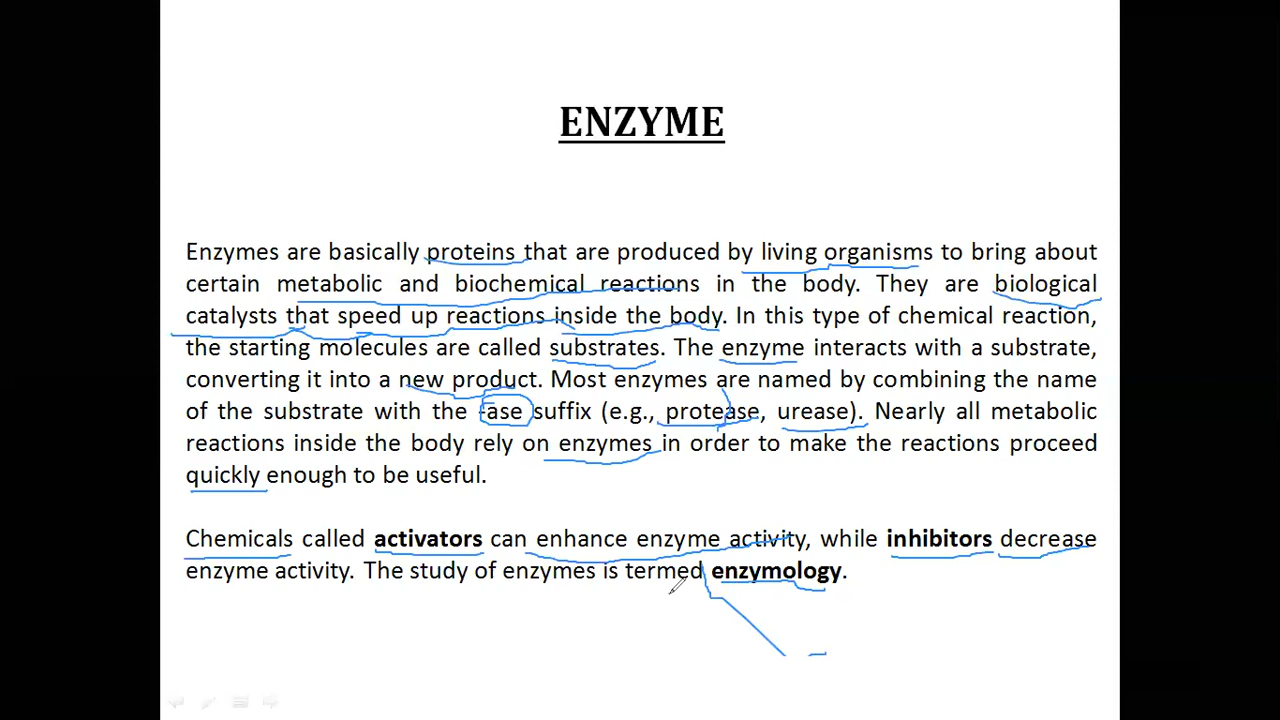 ENZYME
Enzymes are basically proteins that are produced by living organisms to bring about
certain metabolic and biochemical reactions in the body. They are biological
catalysts that speed up reactions inside the body. In this type of chemical reaction,
the starting molecules are called substrates. The enzyme interacts with a substrate,
converting it into a new product. Most enzymes are named by combining the name
of the substrate with the -ase suffix (e.g., protease, urease). Nearly all metabolic
reactions inside the body rely on enzymes in order to make the reactions proceed
quickly enough to be useful.
Chemicals called activators can enhance enzyme activity, while inhibitors decrease
enzyme activity. The study of enzymes is termed enzymology.